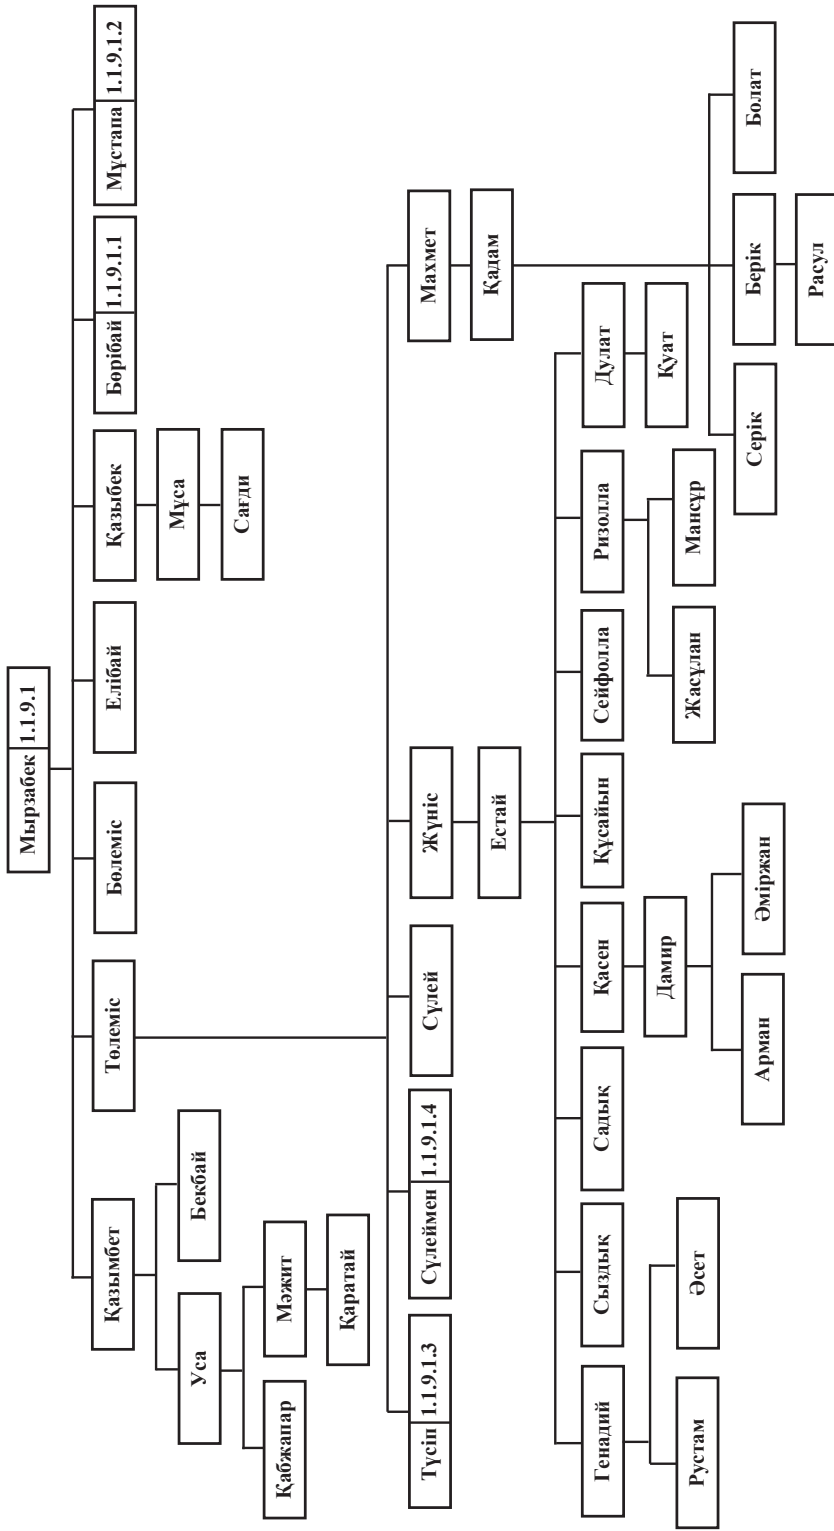 Мырзабек 1.1.9.1
Қазымбет
Төлеміс
Бөлеміс
Елібай
Қазыбек
Бөрібай 1.1.9.1.1
Мұстапа 1.1.9.1.2
Уса
Бекбай
Мұса
Қабжапар
Мәжит
Сағди
Қаратай
Түсіп 1.1.9.1.3
Сүлеймен 1.1.9.1.4
Сүлей
Жүніс
Махмет
Естай
Қадам
Генадий
Сыздық
Садық
Қасен
Құсайын
Сейфолла
Ризолла
Дулат
Дамир
Қуат
Рустам
Әсет
Жасұлан
Мансұр
Арман
Әміржан
Серік
Берік
Болат
Расул